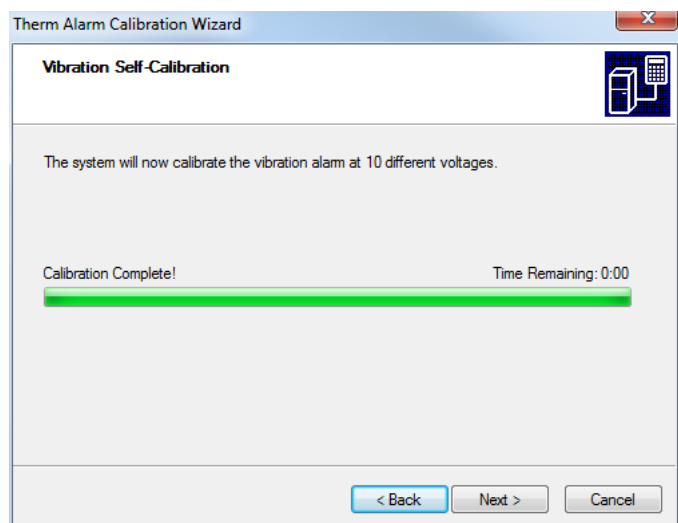 Therm Alarm Calibration Wizard
X
Vibration Self-Calibration
The system will now calibrate the vibration alarm at 10 different voltages.
Calibration Complete! Time Remaining: 0:00
< Back Next > Cancel